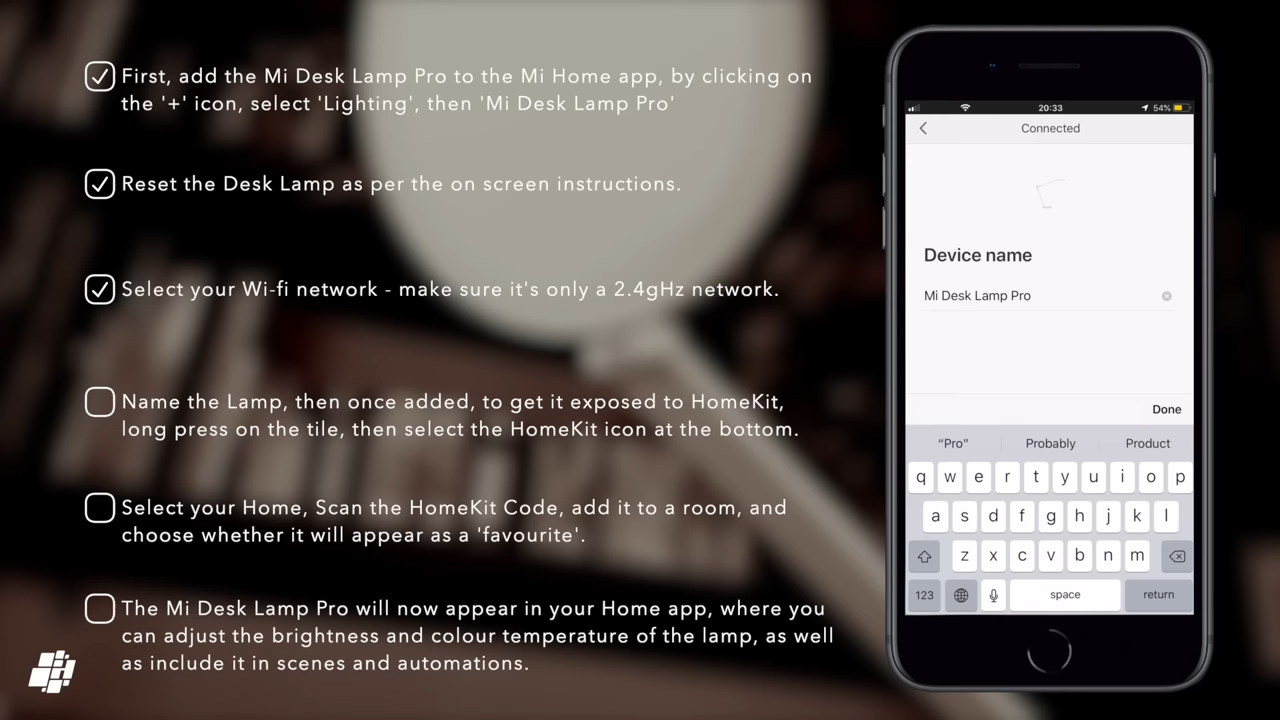 First, add the Mi Desk Lamp Pro to the Mi Home app, by clicking on
the '+' icon, select 'Lighting', then 'Mi Desk Lamp Pro'
Reset the Desk Lamp as per the on screen instructions.
Select your Wi-fi network - make sure it's only a 2.4gHz network.
Name the Lamp, then once added, to get it exposed to HomeKit,
long press on the tile, then select the HomeKit icon at the bottom.
Select your Home, Scan the HomeKit Code, add it to a room, and
choose whether it will appear as a 'favourite'.
The Mi Desk Lamp Pro will now appear in your Home app, where you
can adjust the brightness and colour temperature of the lamp, as well
as include it in scenes and automations.
20:33
54%
Connected
Device name
Mi Desk Lamp Pro
Done
“Pro” Probably Product
q w e r t y u i o p
a s d f g h j k l
z x c v b n m
123 space return